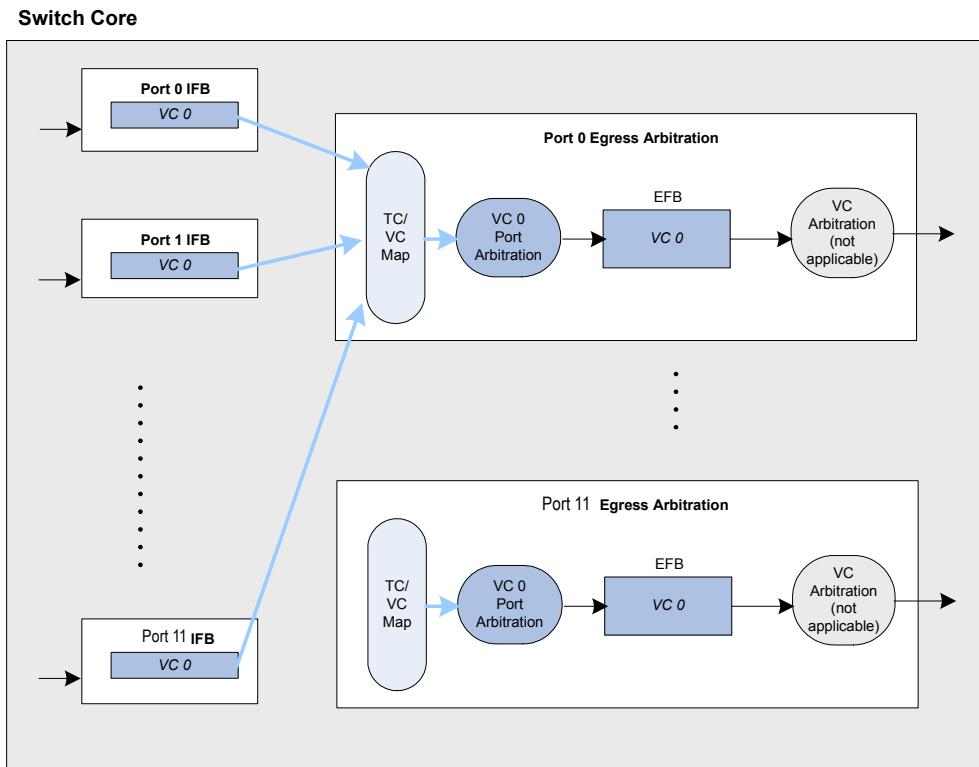 Switch Core
Port 0 IFB
VC 0
Port 1 IFB
VC 0
Port 11 IFB
VC 0
Port 0 Egress Arbitration
TC/
VC
Map
VC 0
Port
Arbitration
EFB
VC 0
VC
Arbitration
(not
applicable)
Port 11 Egress Arbitration
TC/
VC
Map
VC 0
Port
Arbitration
EFB
VC 0
VC
Arbitration
(not
applicable)